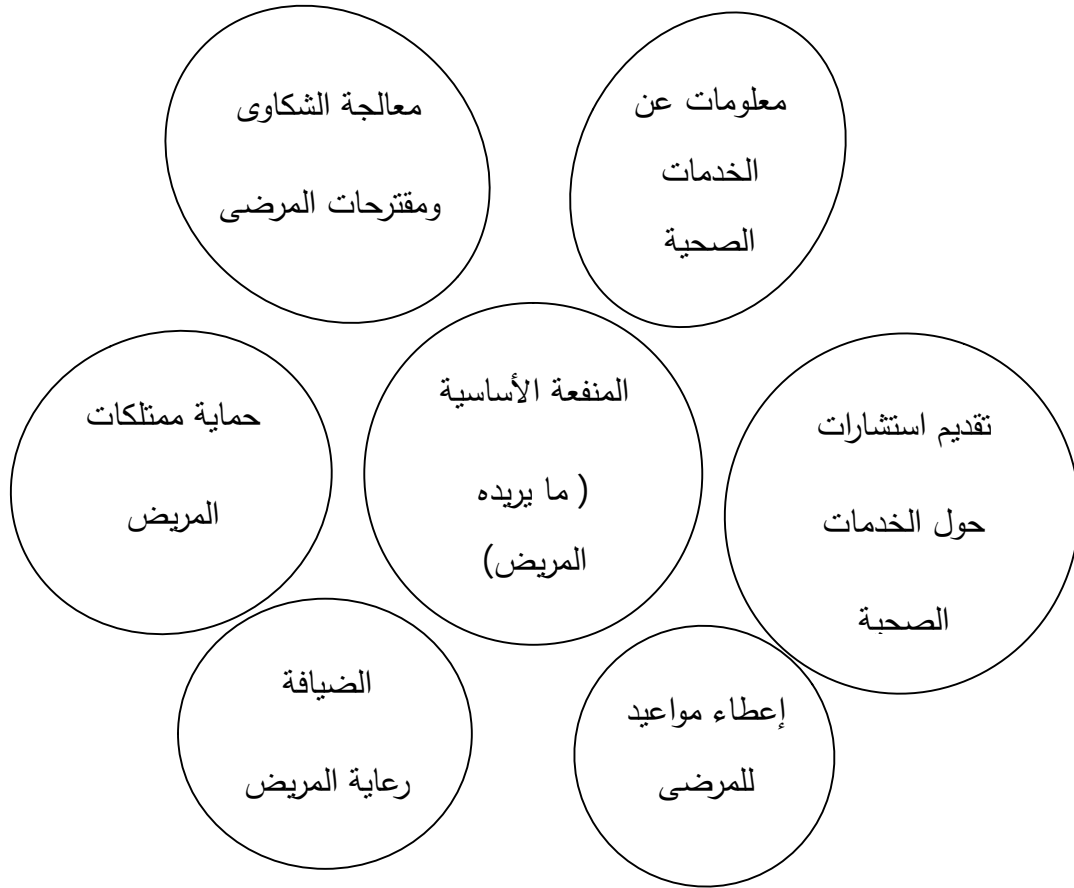 معلومات عن
الخدمات
الصحية
معالجة الشكاوى
ومقترحات المرضى
تقديم استشارات
حول الخدمات
الصحية
المنفعة الأساسية
( ما يريده
المريض)
حماية ممتلكات
المريض
إعطاء مواعيد
للمرضى
الضيافة
رعاية المريض